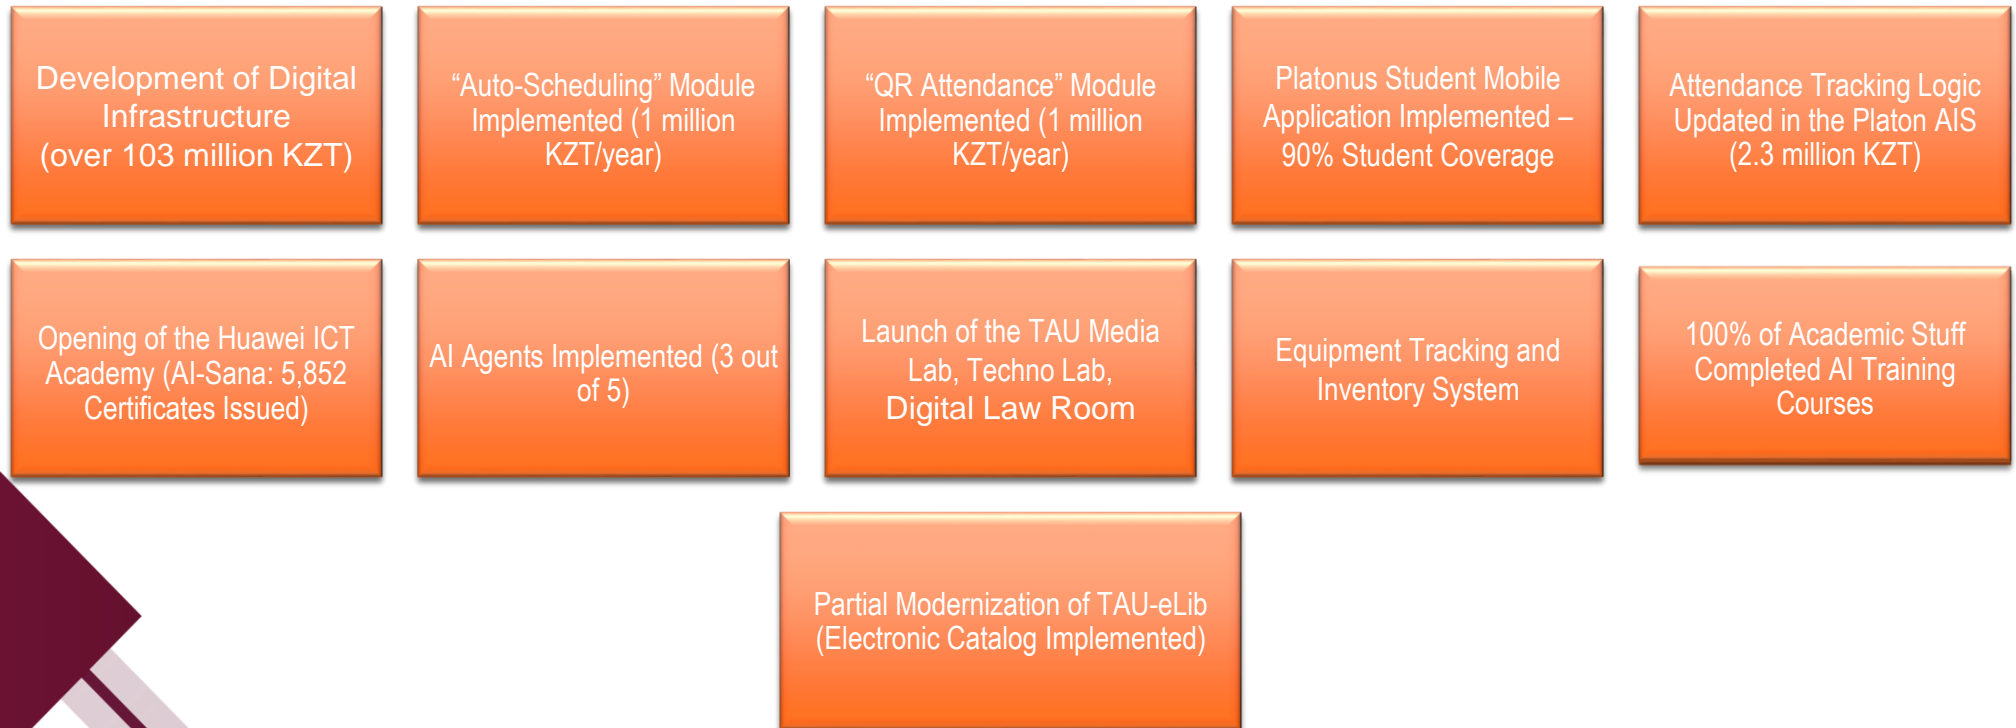 Development of Digital
Infrastructure
(over 103 million KZT)
“Auto-Scheduling” Module
Implemented (1 million
KZT/year)
“QR Attendance” Module
Implemented (1 million
KZT/year)
Platonus Student Mobile
Application Implemented –
90% Student Coverage
Attendance Tracking Logic
Updated in the Platon AIS
(2.3 million KZT)
Opening of the Huawei ICT
Academy (AI-Sana: 5,852
Certificates Issued)
AI Agents Implemented (3 out
of 5)
Launch of the TAU Media
Lab, Techno Lab,
Digital Law Room
Equipment Tracking and
Inventory System
100% of Academic Stuff
Completed AI Training
Courses
Partial Modernization of TAU-eLib
(Electronic Catalog Implemented)